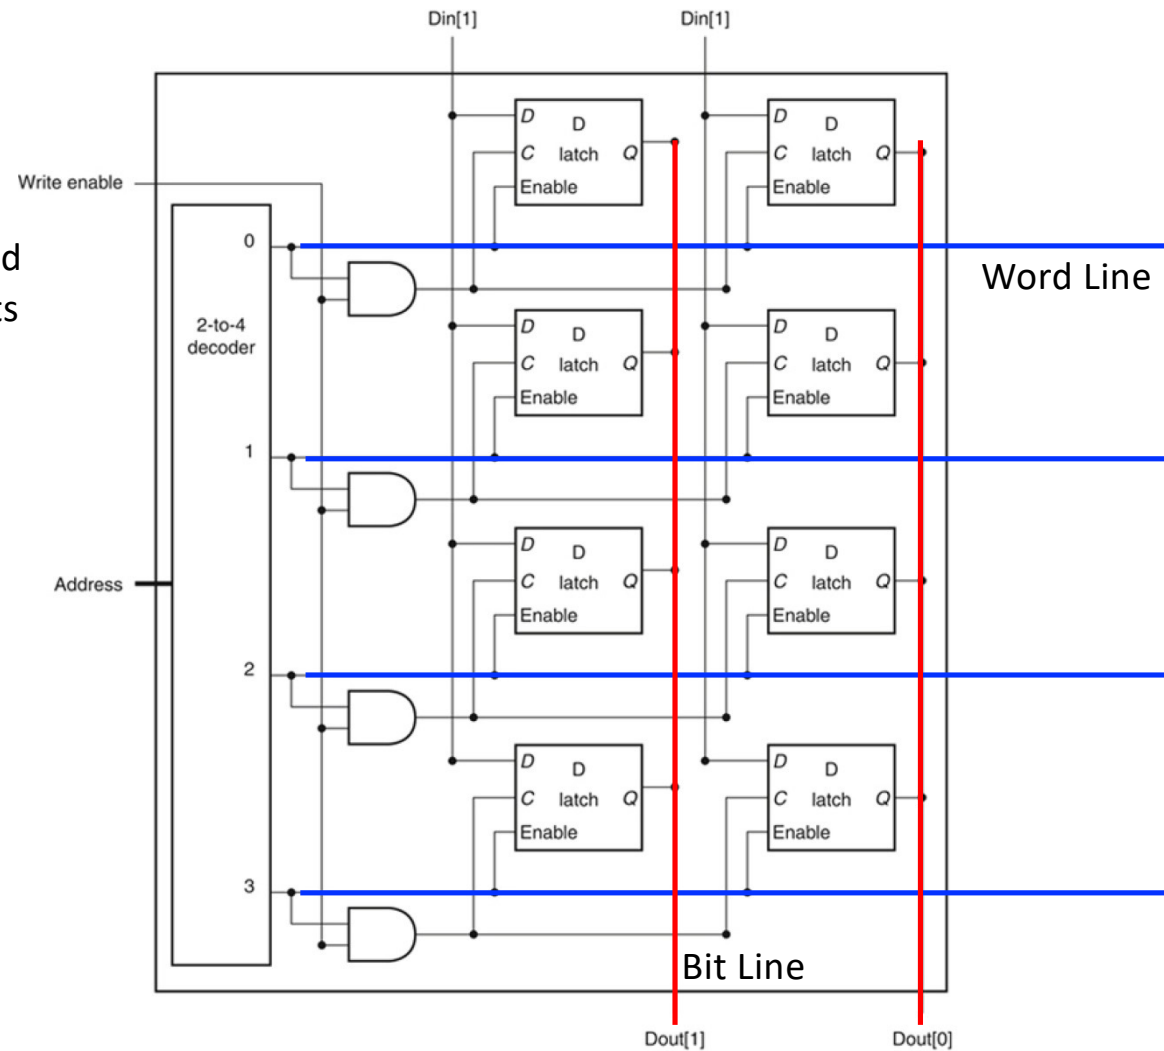 Din[1] Din[1]
D D
D D
C latch Q C latch Q
Write enable
Enable Enable
0
Word Line
2-to-4
decoder
D D
D D
C latch Q C latch Q
Enable Enable
1
D D
D D
C latch Q C latch Q
Address
Enable Enable
2
D D
D D
C latch Q C latch Q
Enable Enable
3
Bit Line
Dout[1] Dout[0]